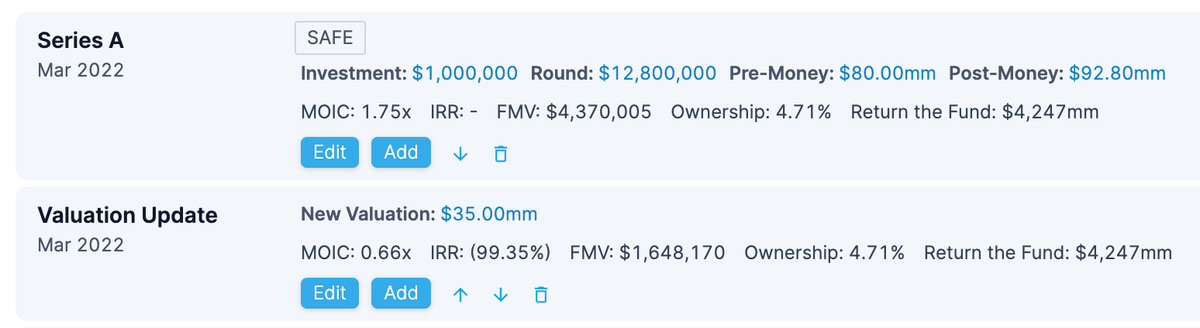 Series A
SAFE
Mar 2022
Investment: $1,000,000 Round: $12,800,000 Pre-Money: $80.00mm Post-Money: $92.80mm
MOIC: 1.75x IRR: - FMV: $4,370,005 Ownership: 4.71% Return the Fund: $4,247mm
Edit Add
Valuation Update
Mar 2022
New Valuation: $35.00mm
MOIC: 0.66x IRR: (99.35%) FMV: $1,648,170 Ownership: 4.71% Return the Fund: $4,247mm
Edit Add